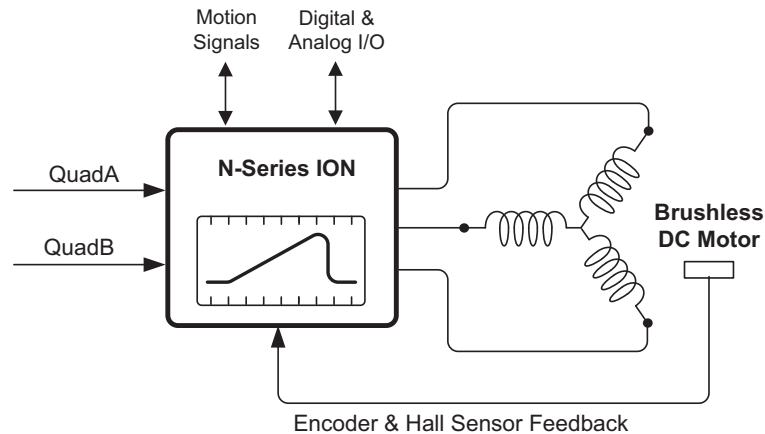 Motion
Signals
Digital &
Analog I/O
N-Series ION
QuadA
QuadB
Brushless
DC Motor
Encoder & Hall Sensor Feedback